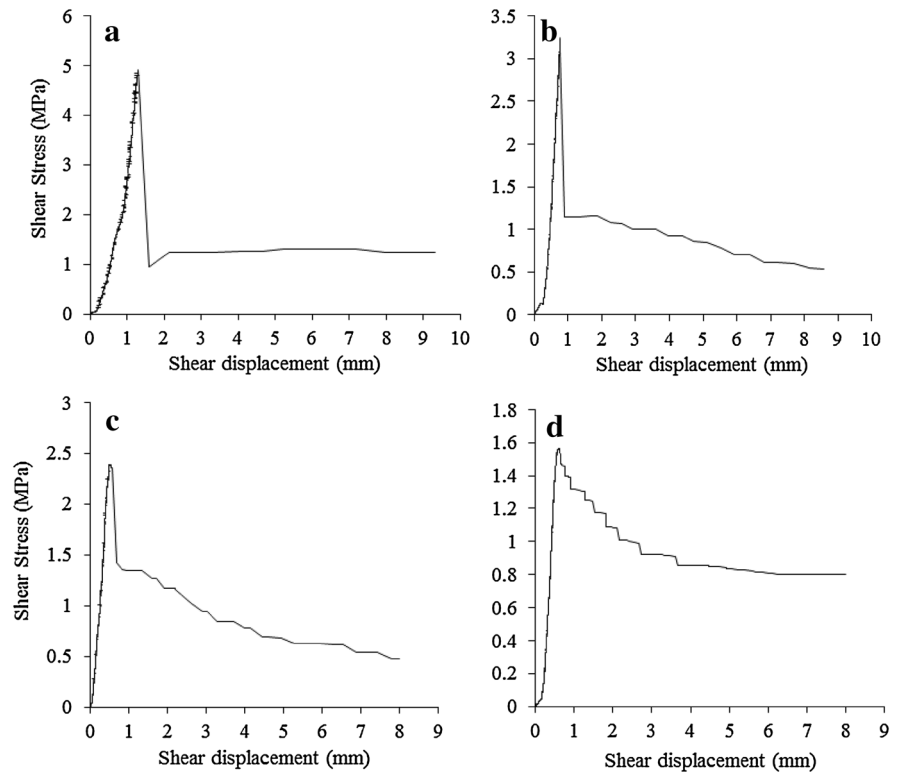 a
6
5
4
3
2
1
0
Shear Stress (MPa)
0 1 2 3 4 5 6 7 8 9 10
Shear displacement (mm)
b
3.5
3
2.5
2
1.5
1
0.5
0
0 1 2 3 4 5 6 7 8 9 10
Shear displacement (mm)
c
3
2.5
2
1.5
1
0.5
0
Shear Stress (MPa)
0 1 2 3 4 5 6 7 8 9
Shear displacement (mm)
d
1.8
1.6
1.4
1.2
1
0.8
0.6
0.4
0.2
0
0 1 2 3 4 5 6 7 8 9
Shear displacement (mm)